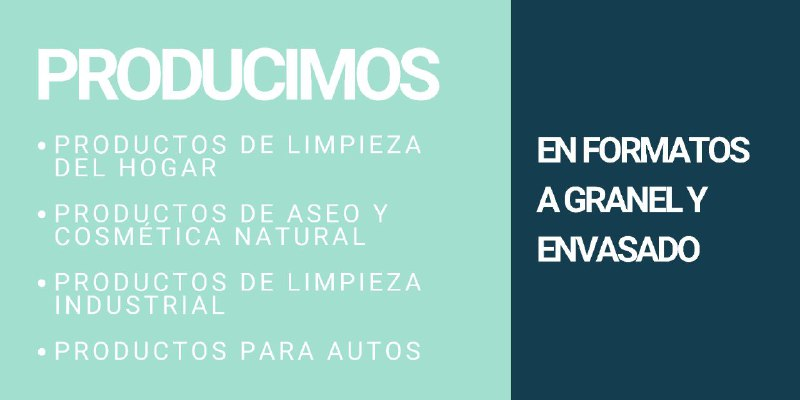 PRODUCIMOS
• PRODUCTOS DE LIMPIEZA
DEL HOGAR
• PRODUCTOS DE ASEO Y
COSMÉTICA NATURAL
• PRODUCTOS DE LIMPIEZA
INDUSTRIAL
• PRODUCTOS PARA AUTOS
EN FORMATOS
A GRANEL Y
ENVASADO